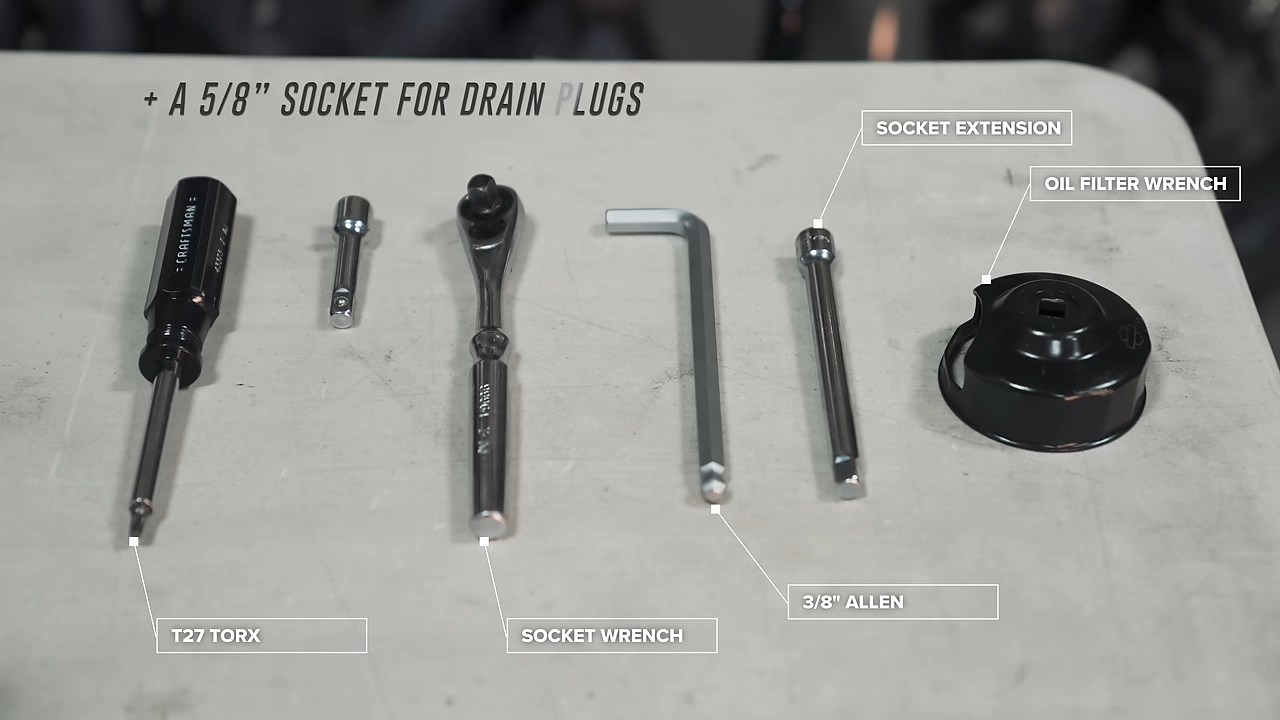 + A 5/8” SOCKET FOR DRAIN PLUGS
SOCKET EXTENSION
OIL FILTER WRENCH
= CRAFTSMAN =
3/8" ALLEN
T27 TORX
SOCKET WRENCH